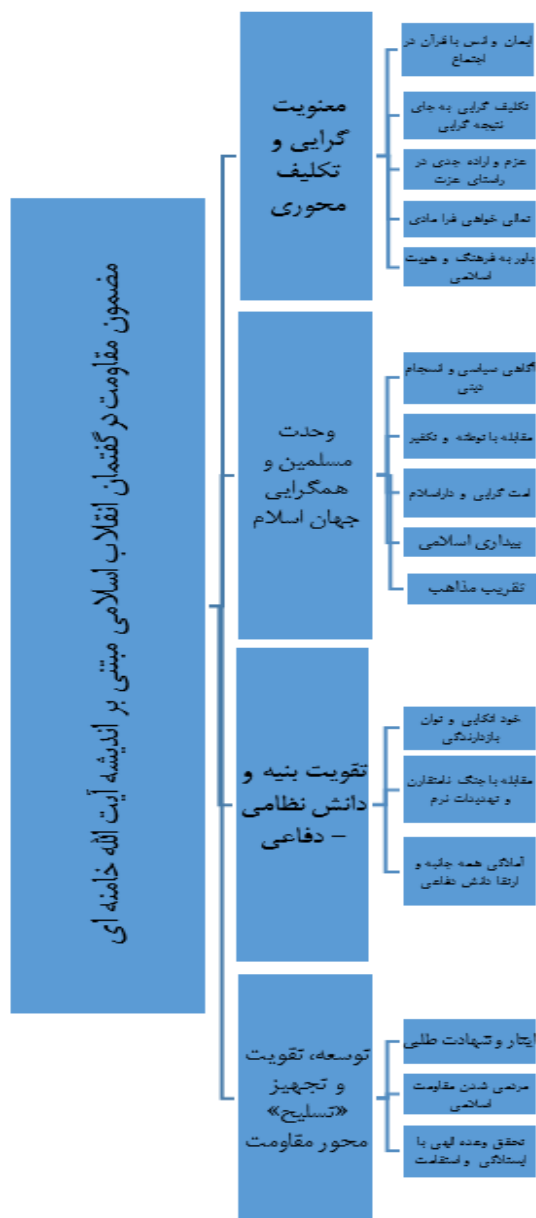 مضمون مقاومت در گفتمان انقلاب اسلامی مبتنی بر اندیشه آیت الله خامنه ای
معنویت
گرایی و
تکلیف
محوری
ایمان و انس با قرآن در
اجتماع
تکلیف گرایی به جای
نتیجه گرایی
عزم و اراده جدی در
راستای عزت
تعالی خواهی فرا مادی
باور به فرهنگ و هویت
اسلامی
وحدت
مسلمین و
همگرایی
جهان اسلام
آگاهی سیاسی و انسجام
دینی
مقابله با توطئه و تکفیر
امت گرایی و داراسلام
بیداری اسلامی
تقریب مذاهب
تقویت بنیه و
دانش نظامی
– دفاعی
خود اتکایی و توان
بازدارندگی
مقابله با جنگ نامتقارن
و تهدیدات نرم
آمادگی همه جانبه و
ارتقا دانش دفاعی
توسعه، تقویت
و تجهیز
«تسلیح»
محور مقاومت
ایثار و شهادت طلبی
مردمی شدن مقاومت
اسلامی
تحقق وعده الهی با
ایستادگی و استقامت